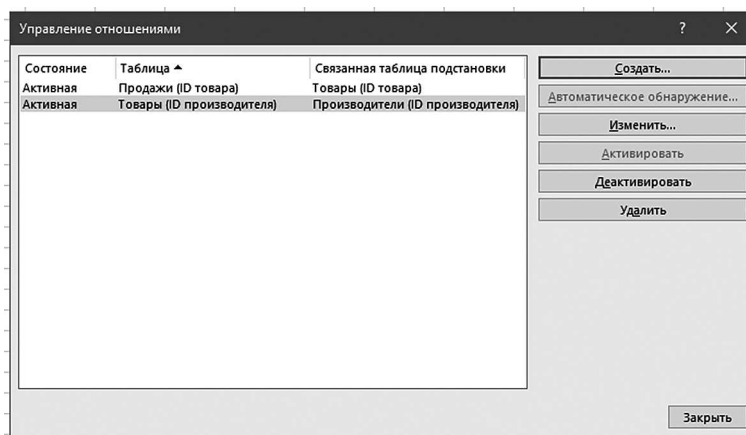 Управление отношениями ? ×
Состояние Таблица Связанная таблица подстановки
Активная Продажи (ID товара) Товары (ID товара)
Активная Товары (ID производителя) Производители (ID производителя)
Создать...
Автоматическое обнаружение...
Изменить...
Активировать
Деактивировать
Удалить
Закрыть